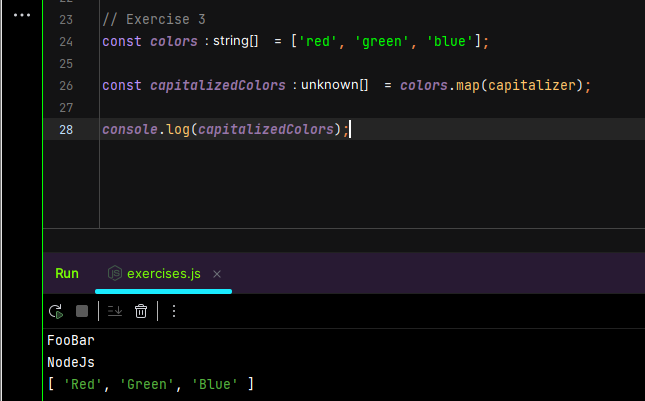 23 // Exercise 3
24 const colors : string[] = ['red', 'green', 'blue'];
25
26 const capitalizedColors : unknown[] = colors.map(capitalizer);
27
28 console.log(capitalizedColors);
Run exercises.js
FooBar
NodeJs
[ 'Red', 'Green', 'Blue' ]